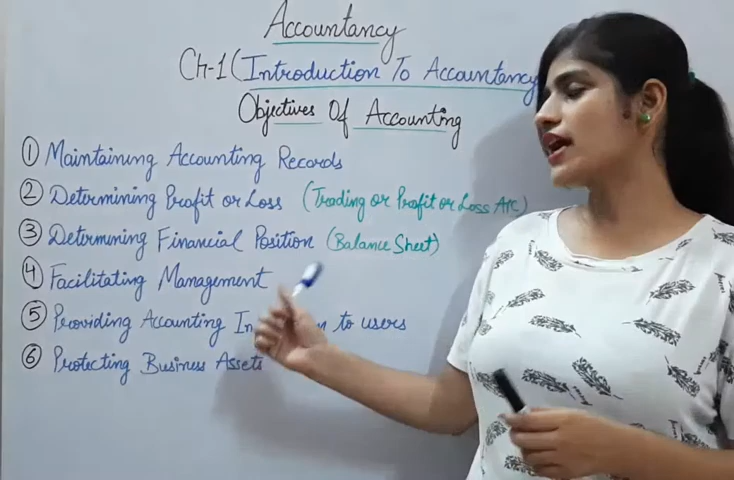 Accountancy
Ch-1 (Introduction To Accountancy
Objectives Of Accounting
① Maintaining Accounting Records
② Determining Profit or Loss (Trading or Profit or Loss A/C)
③ Determining Financial Position (Balance Sheet)
④ Facilitating Management
⑤ Providing Accounting to users
⑥ Protecting Business Assets